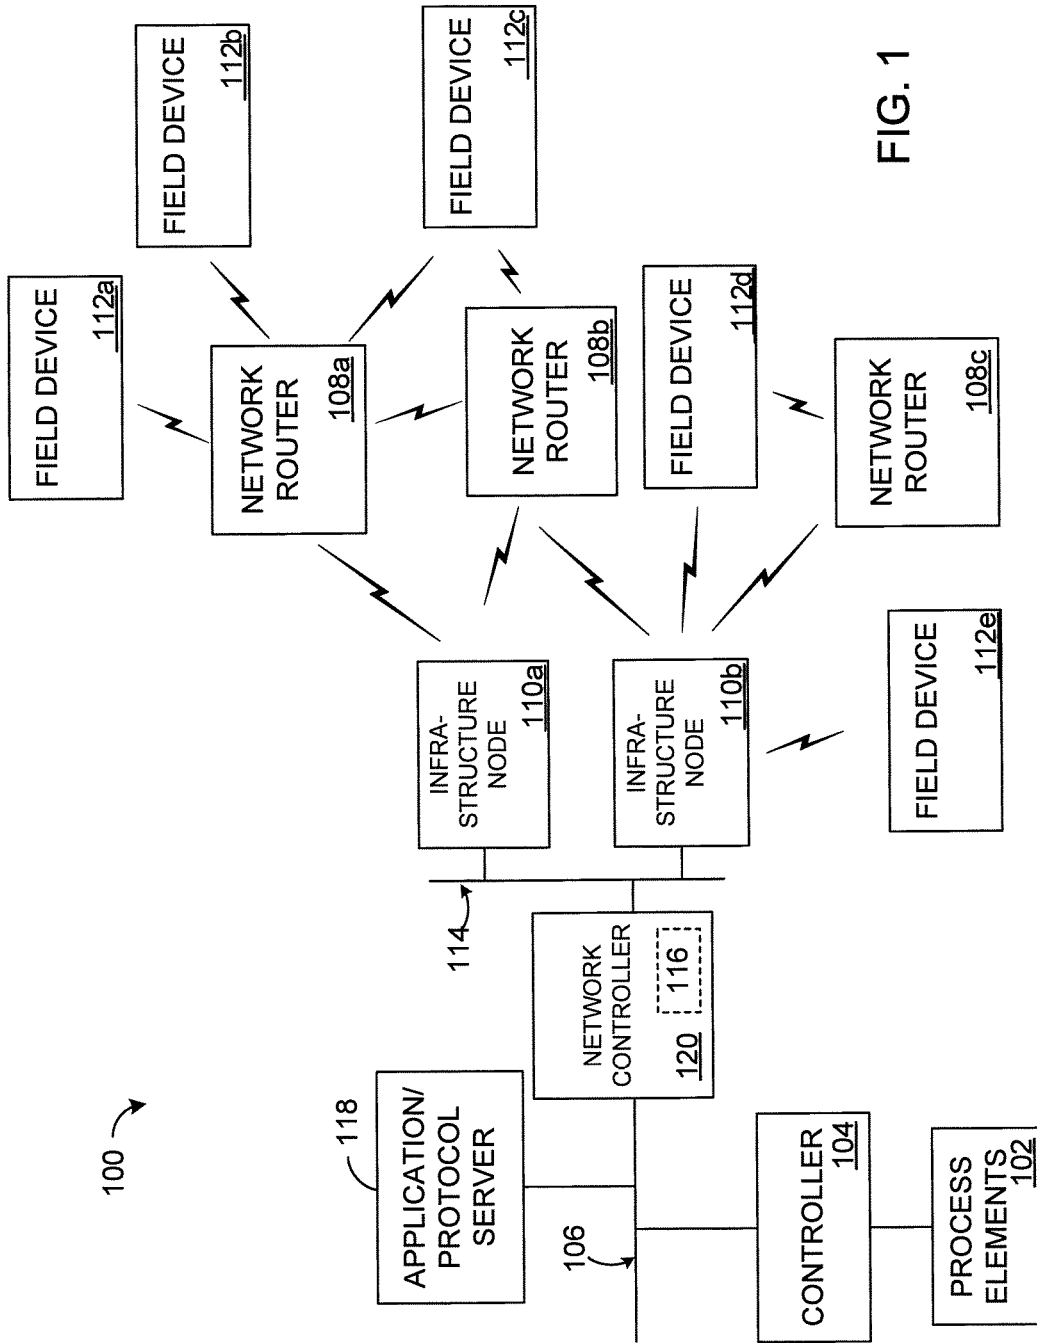 100
118
APPLICATION/
PROTOCOL
SERVER
106
CONTROLLER
104
PROCESS
ELEMENTS
102
NETWORK
CONTROLLER
116
120
114
INFRA-
STRUCTURE
NODE
110a
INFRA-
STRUCTURE
NODE
110b
NETWORK
ROUTER
108a
NETWORK
ROUTER
108b
NETWORK
ROUTER
108c
FIELD DEVICE
112a
FIELD DEVICE
112b
FIELD DEVICE
112c
FIELD DEVICE
112d
FIELD DEVICE
112e
FIG. 1